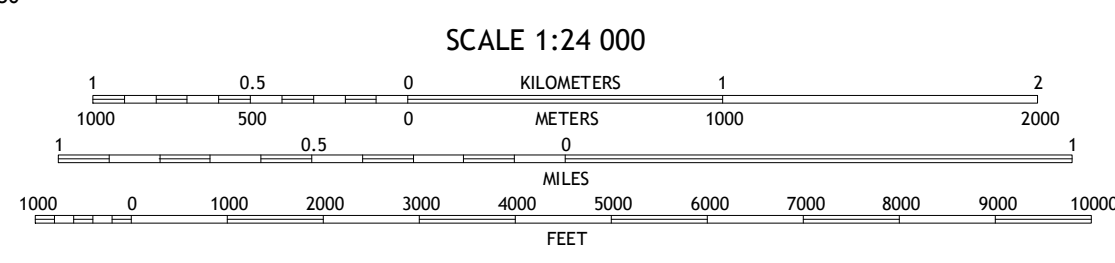 SCALE 1:24 000
1 0.5 0 KILOMETERS 1 2
1000 500 0 METERS 1000 2000
1 0.5 0 1
MILES
1000 0 1000 2000 3000 4000 5000 6000 7000 8000 9000 10000
FEET